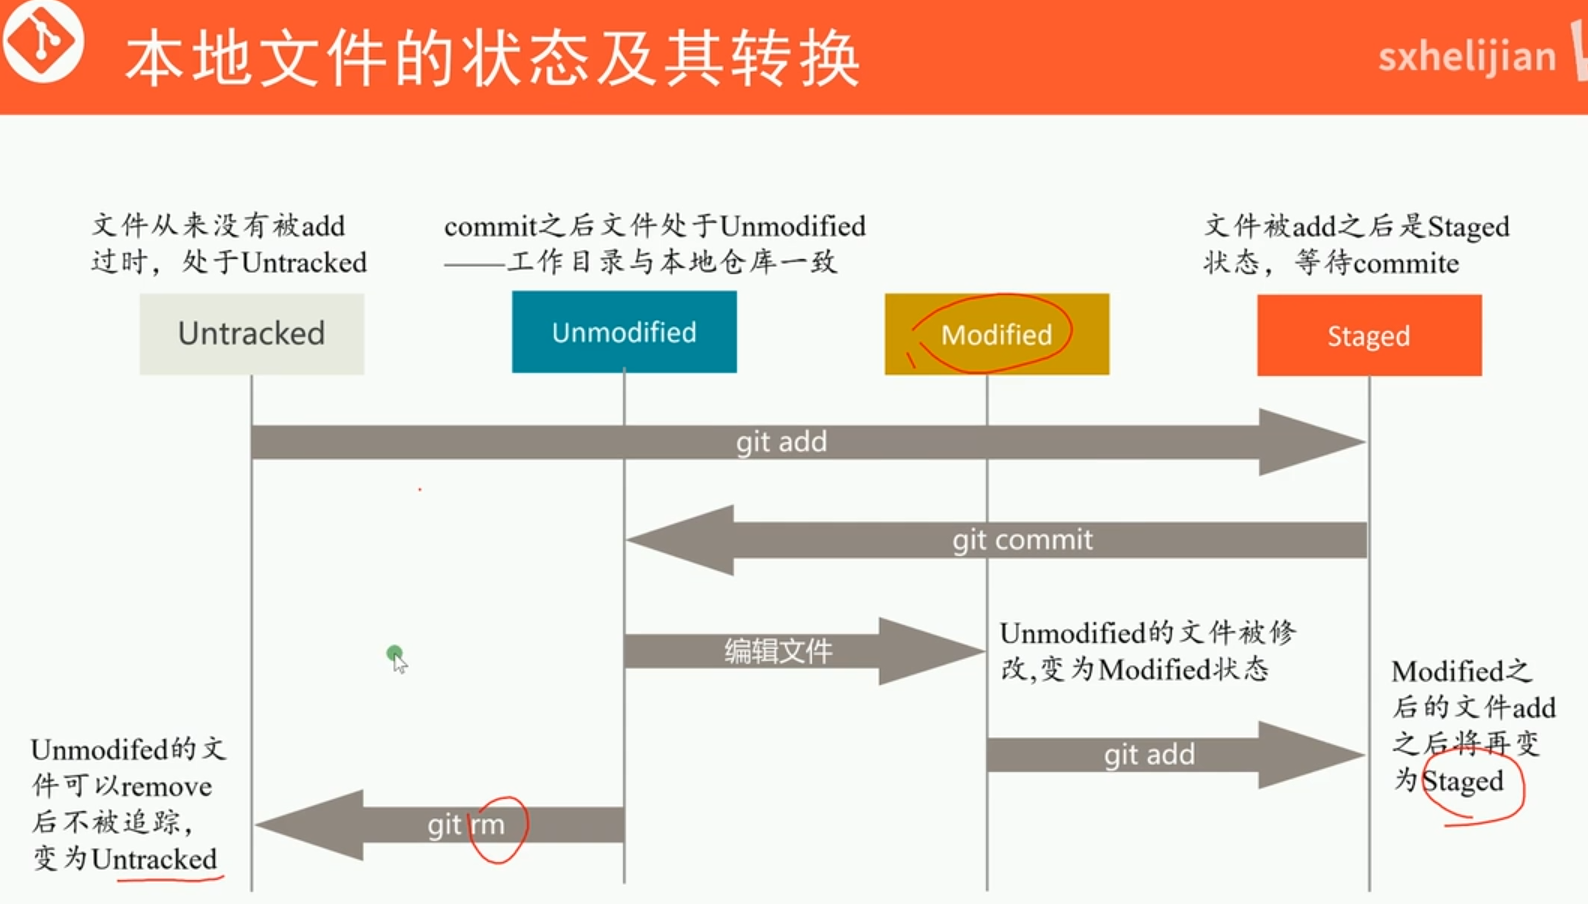 本地文件的状态及其转换
sxhelijian
文件从来没有被add
过时，处于Untracked
commit之后文件处于Unmodified
——工作目录与本地仓库一致
文件被add之后是Staged
状态，等待commite
Untracked
Unmodified
Modified
Staged
git add
git commit
编辑文件
Unmodified的文件被修
改,变为Modified状态
Modified之
后的文件add
之后将再变
为Staged
git add
Unmodifed的文
件可以remove
后不被追踪，
变为Untracked
git rm